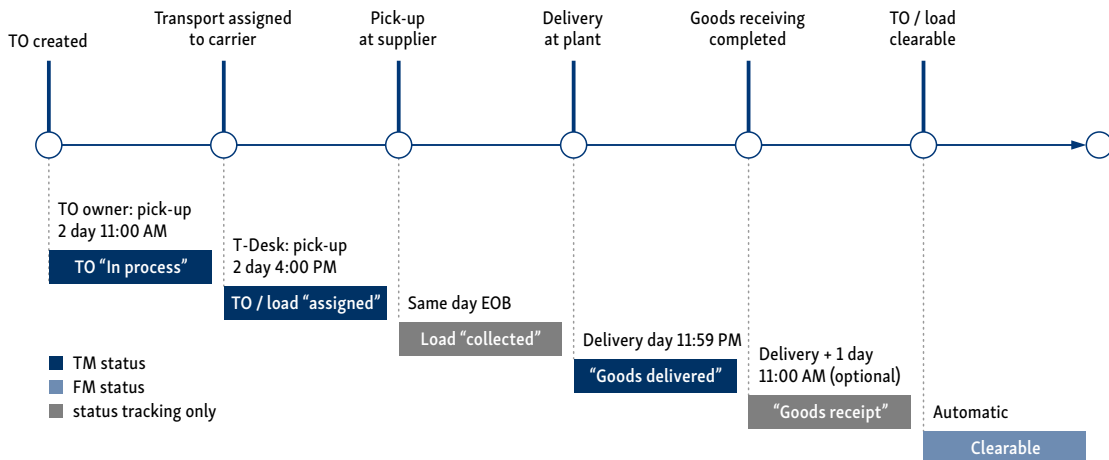 TO created
Transport assigned
to carrier
Pick-up
at supplier
Delivery
at plant
Goods receiving
completed
TO / load
clearable
TO owner: pick-up
2 day 11:00 AM
TO “In process”
T-Desk: pick-up
2 day 4:00 PM
TO / load “assigned”
Same day EOB
Load “collected”
Delivery day 11:59 PM
“Goods delivered”
Delivery + 1 day
11:00 AM (optional)
“Goods receipt”
Automatic
Clearable
TM status
FM status
status tracking only